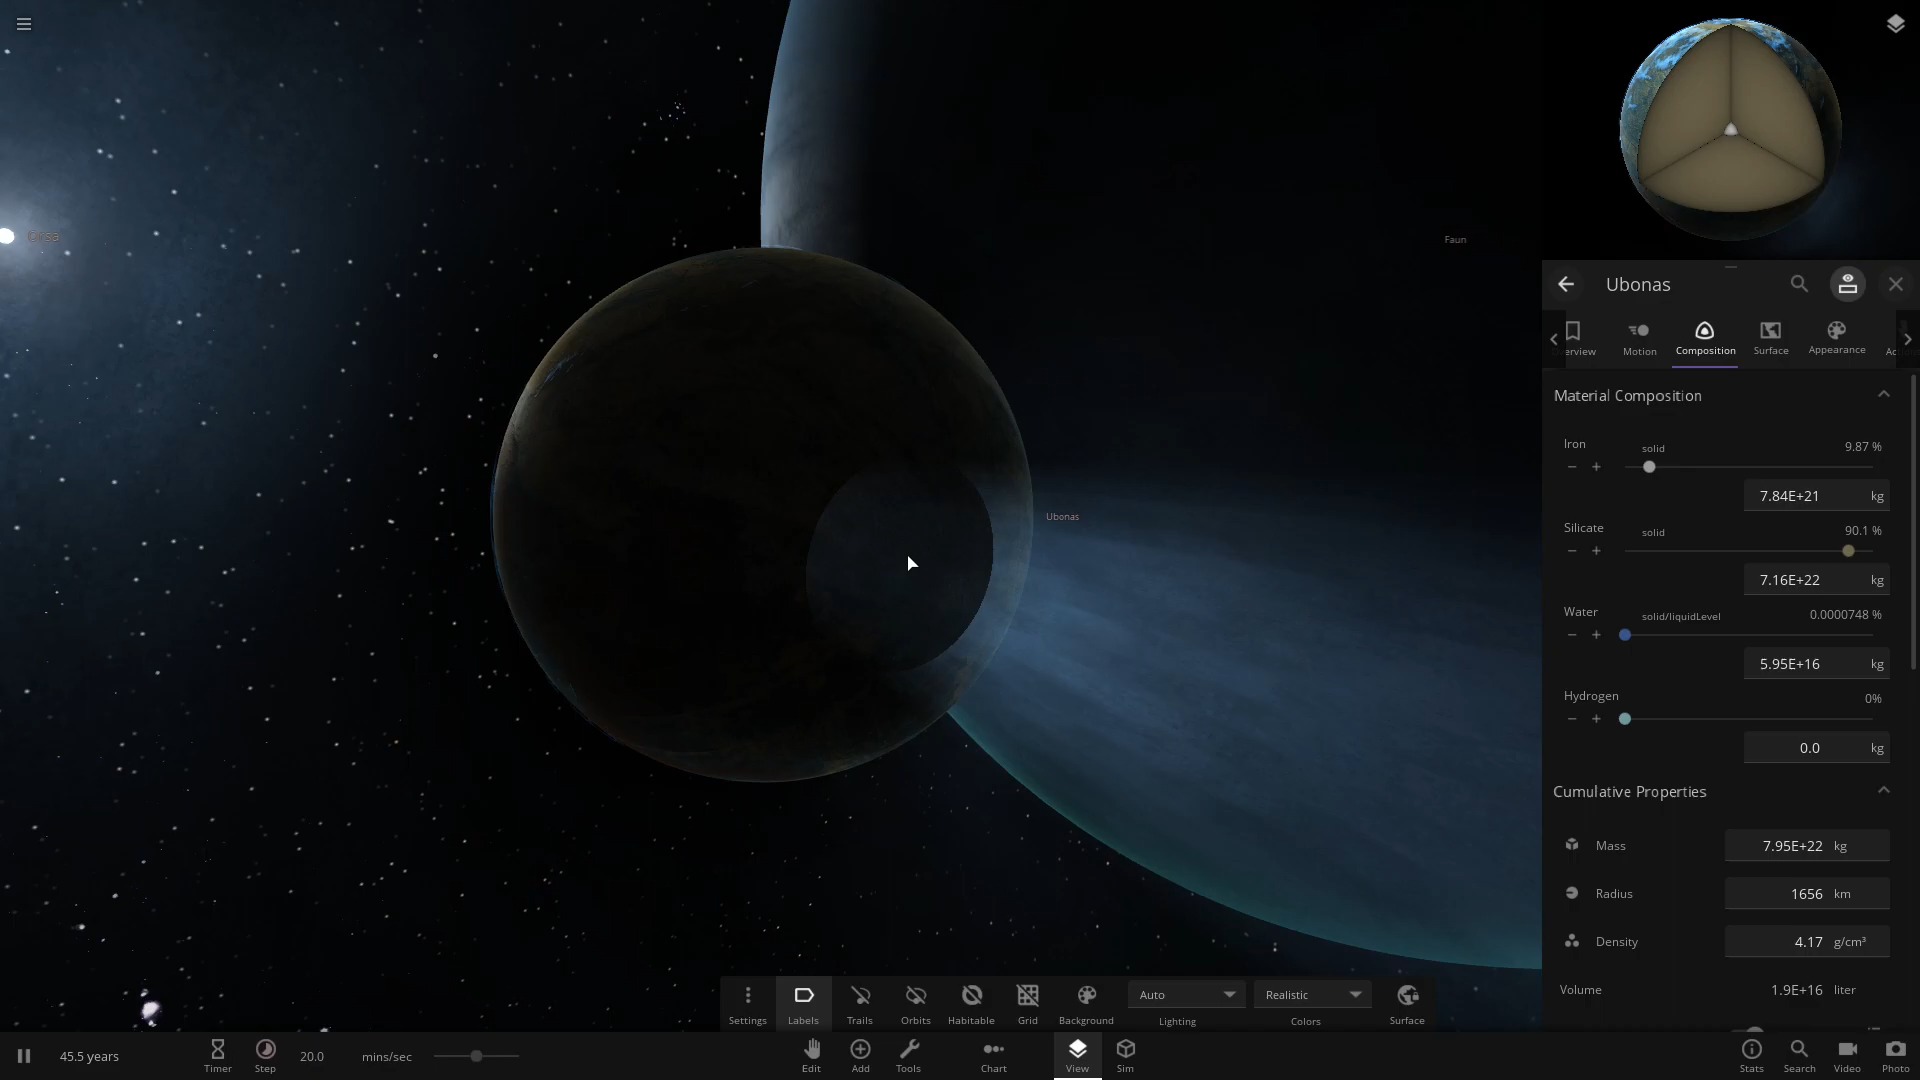 Orsa
Faun
Ubonas
Ubonas
erview
Motion
Composition
Surface
Appearance
Ac
Material Composition
Iron
solid
9.87 %
7.84E+21 kg
Silicate
solid
90.1 %
7.16E+22 kg
Water
solid/liquidLevel
0.0000748 %
5.95E+16 kg
Hydrogen
0%
0.0 kg
Cumulative Properties
Mass 7.95E+22 kg
Radius 1656 km
Density 4.17 g/cm³
Volume 1.9E+16 liter
Settings
Labels
Trails
Orbits
Habitable
Grid
Background
Auto
Lighting
Realistic
Colors
Surface
45.5 years
Timer
Step
20.0 mins/sec
Edit
Add
Tools
Chart
View
Sim
Stats
Search
Video
Photo